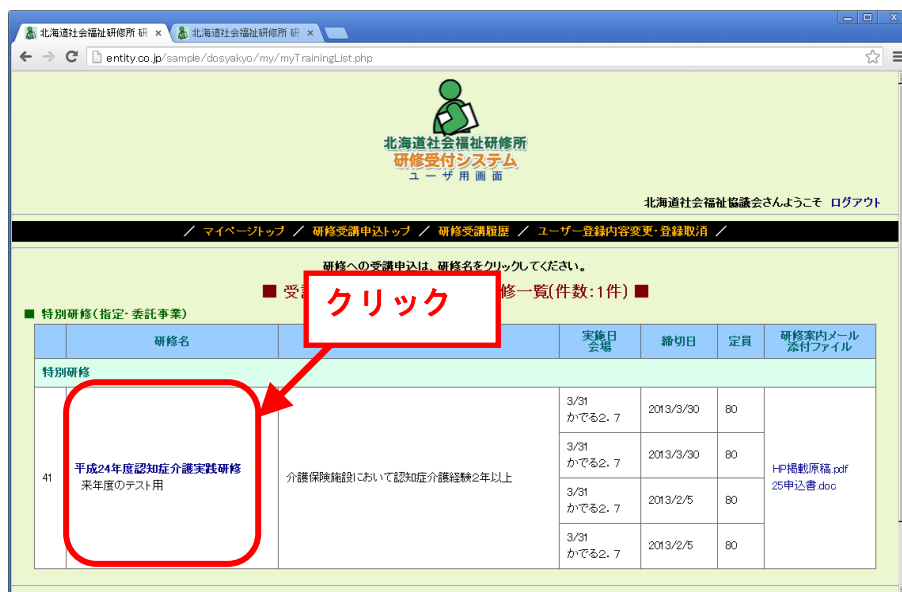 北海道社会福祉研修所 研
北海道社会福祉研修所 研
entity.co.jp/sample/dosyakyo/my/myTrainingList.php
北海道社会福祉研修所
研修受付システム
ユーザ用画面
北海道社会福祉協議会さんようこそ ログアウト
／ マイページトップ ／ 研修受講申込トップ ／ 研修受講履歴 ／ ユーザー登録内容変更・登録取消 ／
研修への受講申込は、研修名をクリックしてください。
■ 受 修一覧(件数:1件) ■
クリック
■ 特別研修(指定・委託事業)
研修名 実施日 会場 締切日 定員 研修案内メール 添付ファイル
特別研修
41 平成24年度認知症介護実践研修 来年度のテスト用 介護保険施設において認知症介護経験2年以上
3/31 かでる2.7 2013/3/30 80
3/31 かでる2.7 2013/3/30 80
3/31 かでる2.7 2013/2/5 80
3/31 かでる2.7 2013/2/5 80
HP掲載原稿.pdf
25申込書.doc